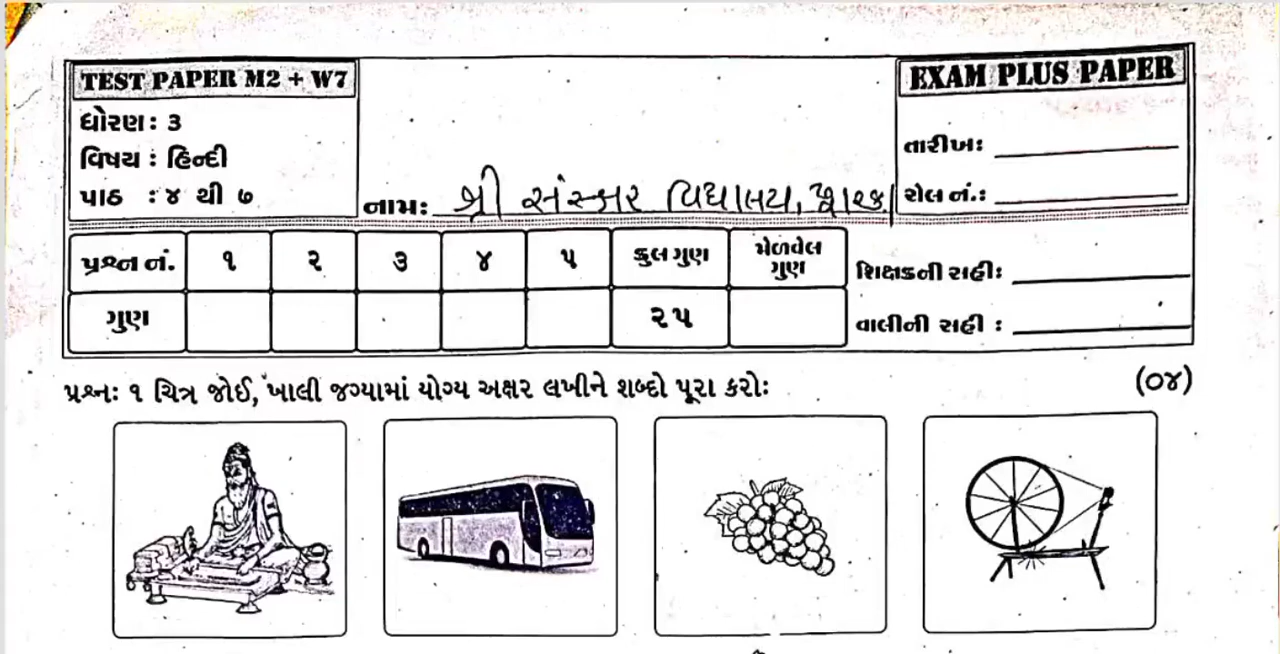 TEST PAPER M2 + W7
ધોરણ : ૩
વિષય : હિન્દી
પાઠ : ૪ થી ૭
નામ: શ્રી સંસ્કાર વિદ્યાલય, દ્વારકા
EXAM PLUS PAPER
તારીખ:
રોલ નં.:
પ્રશ્ન નં. ૧ ૨ ૩ ૪ ૫ કુલ ગુણ મેળવેલ ગુણ
ગુણ ૨૫
શિક્ષકની સહી:
વાલીની સહી :
પ્રશ્ન: ૧ ચિત્ર જોઈ, ખાલી જગ્યામાં યોગ્ય અક્ષર લખીને શબ્દો પૂરા કરો: (૦૪)